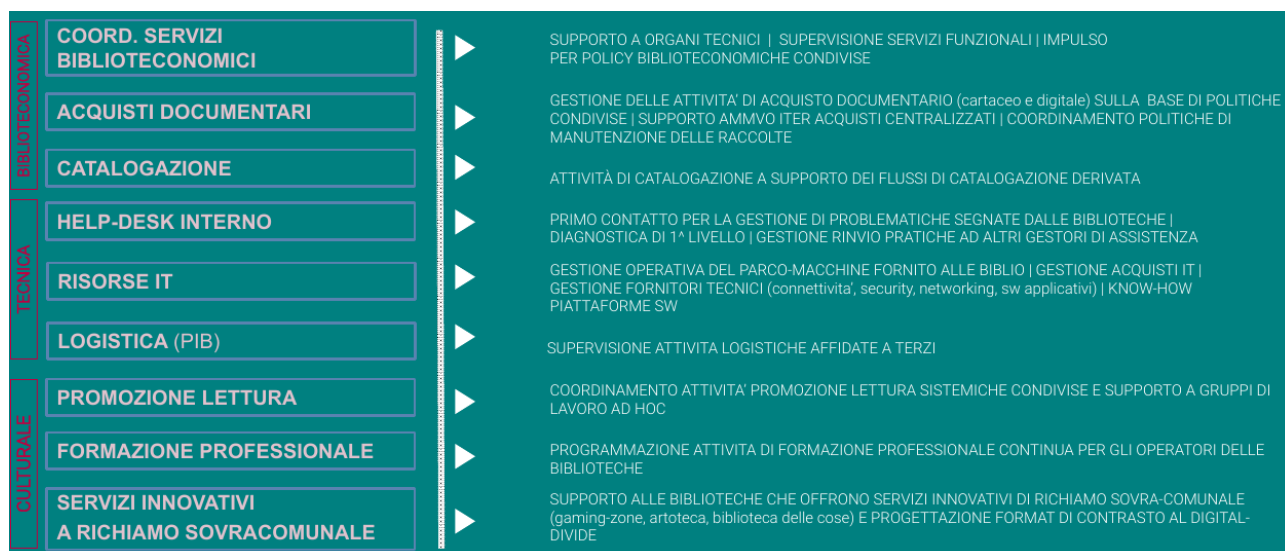 BIBLIOTECONOMICA
COORD. SERVIZI
BIBLIOTECONOMICI
SUPPORTO A ORGANI TECNICI | SUPERVISIONE SERVIZI FUNZIONALI | IMPULSO
PER POLICY BIBLIOTECONOMICHE CONDIVISE
ACQUISTI DOCUMENTARI
GESTIONE DELLE ATTIVITA' DI ACQUISTO DOCUMENTARIO (cartaceo e digitale) SULLA BASE DI POLITICHE
CONDIVISE | SUPPORTO AMMVO ITER ACQUISTI CENTRALIZZATI | COORDINAMENTO POLITICHE DI
MANUTENZIONE DELLE RACCOLTE
CATALOGAZIONE
ATTIVITÀ DI CATALOGAZIONE A SUPPORTO DEI FLUSSI DI CATALOGAZIONE DERIVATA
TECNICA
HELP-DESK INTERNO
PRIMO CONTATTO PER LA GESTIONE DI PROBLEMATICHE SEGNATE DALLE BIBLIOTECHE |
DIAGNOSTICA DI 1^ LIVELLO | GESTIONE RINVIO PRATICHE AD ALTRI GESTORI DI ASSISTENZA
RISORSE IT
GESTIONE OPERATIVA DEL PARCO-MACCHINE FORNITO ALLE BIBLIO | GESTIONE ACQUISTI IT |
GESTIONE FORNITORI TECNICI (connettivita', security, networking, sw applicativi) | KNOW-HOW
PIATTAFORME SW
LOGISTICA (PIB)
SUPERVISIONE ATTIVITA LOGISTICHE AFFIDATE A TERZI
CULTURALE
PROMOZIONE LETTURA
COORDINAMENTO ATTIVITA' PROMOZIONE LETTURA SISTEMICHE CONDIVISE E SUPPORTO A GRUPPI DI
LAVORO AD HOC
FORMAZIONE PROFESSIONALE
PROGRAMMAZIONE ATTIVITA DI FORMAZIONE PROFESSIONALE CONTINUA PER GLI OPERATORI DELLE
BIBLIOTECHE
SERVIZI INNOVATIVI
A RICHIAMO SOVRACOMUNALE
SUPPORTO ALLE BIBLIOTECHE CHE OFFRONO SERVIZI INNOVATIVI DI RICHIAMO SOVRA-COMUNALE
(gaming-zone, artoteca, biblioteca delle cose) E PROGETTAZIONE FORMAT DI CONTRASTO AL DIGITAL-
DIVIDE